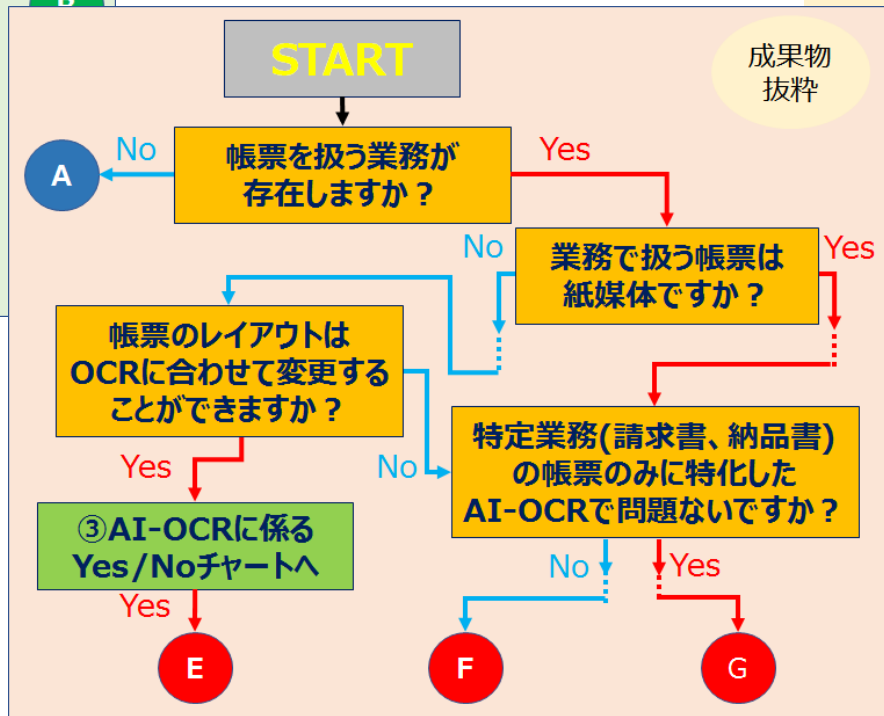 B
START
成果物
抜粋
No
Yes
A
帳票を扱う業務が
存在しますか？
No
Yes
業務で扱う帳票は
紙媒体ですか？
帳票のレイアウトは
OCRに合わせて変更する
ことができますか？
Yes
No
特定業務(請求書、納品書)
の帳票のみに特化した
AI-OCRで問題ないですか？
③AI-OCRに係る
Yes/Noチャートへ
No
Yes
Yes
E
F
G